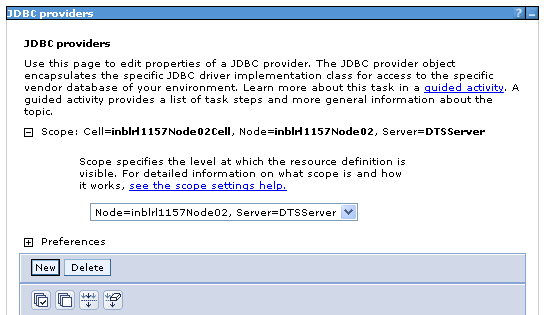 JDBC providers ? _
JDBC providers
Use this page to edit properties of a JDBC provider. The JDBC provider object
encapsulates the specific JDBC driver implementation class for access to the specific
vendor database of your environment. Learn more about this task in a guided activity. A
guided activity provides a list of task steps and more general information about the
topic.
Scope: Cell=inblrl1157Node02Cell, Node=inblrl1157Node02, Server=DTSServer
Scope specifies the level at which the resource definition is
visible. For detailed information on what scope is and how
it works, see the scope settings help.
Node=inblrl1157Node02, Server=DTSServer
Preferences
New Delete